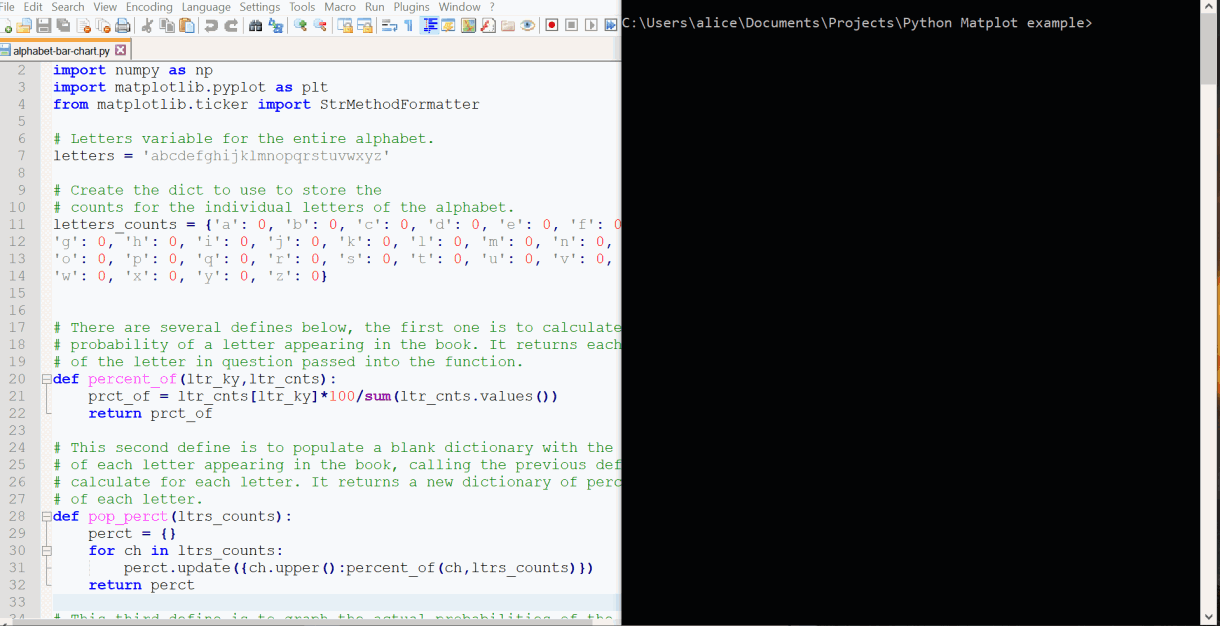 File Edit Search View Encoding Language Settings Tools Macro Run Plugins Window ?
alphabet-bar-chart.py
2 import numpy as np
3 import matplotlib.pyplot as plt
4 from matplotlib.ticker import StrMethodFormatter
5
6 # Letters variable for the entire alphabet.
7 letters = 'abcdefghijklmnopqrstuvwxyz'
8
9 # Create the dict to use to store the
10 # counts for the individual letters of the alphabet.
11 letters_counts = {'a': 0, 'b': 0, 'c': 0, 'd': 0, 'e': 0, 'f': 0
12 'g': 0, 'h': 0, 'i': 0, 'j': 0, 'k': 0, 'l': 0, 'm': 0, 'n': 0,
13 'o': 0, 'p': 0, 'q': 0, 'r': 0, 's': 0, 't': 0, 'u': 0, 'v': 0,
14 'w': 0, 'x': 0, 'y': 0, 'z': 0}
15
16
17 # There are several defines below, the first one is to calculate
18 # probability of a letter appearing in the book. It returns each
19 # of the letter in question passed into the function.
20 def percent_of(ltr_ky,ltr_cnts):
21 prct_of = ltr_cnts[ltr_ky]*100/sum(ltr_cnts.values())
22 return prct_of
23
24 # This second define is to populate a blank dictionary with the
25 # of each letter appearing in the book, calling the previous def
26 # calculate for each letter. It returns a new dictionary of perc
27 # of each letter.
28 def pop_perct(ltrs_counts):
29 perct = {}
30 for ch in ltrs_counts:
31 perct.update({ch.upper():percent_of(ch,ltrs_counts)})
32 return perct
33
34 # This third define is to graph the actual probabilities of the
C:\Users\alice\Documents\Projects\Python Matplot example>